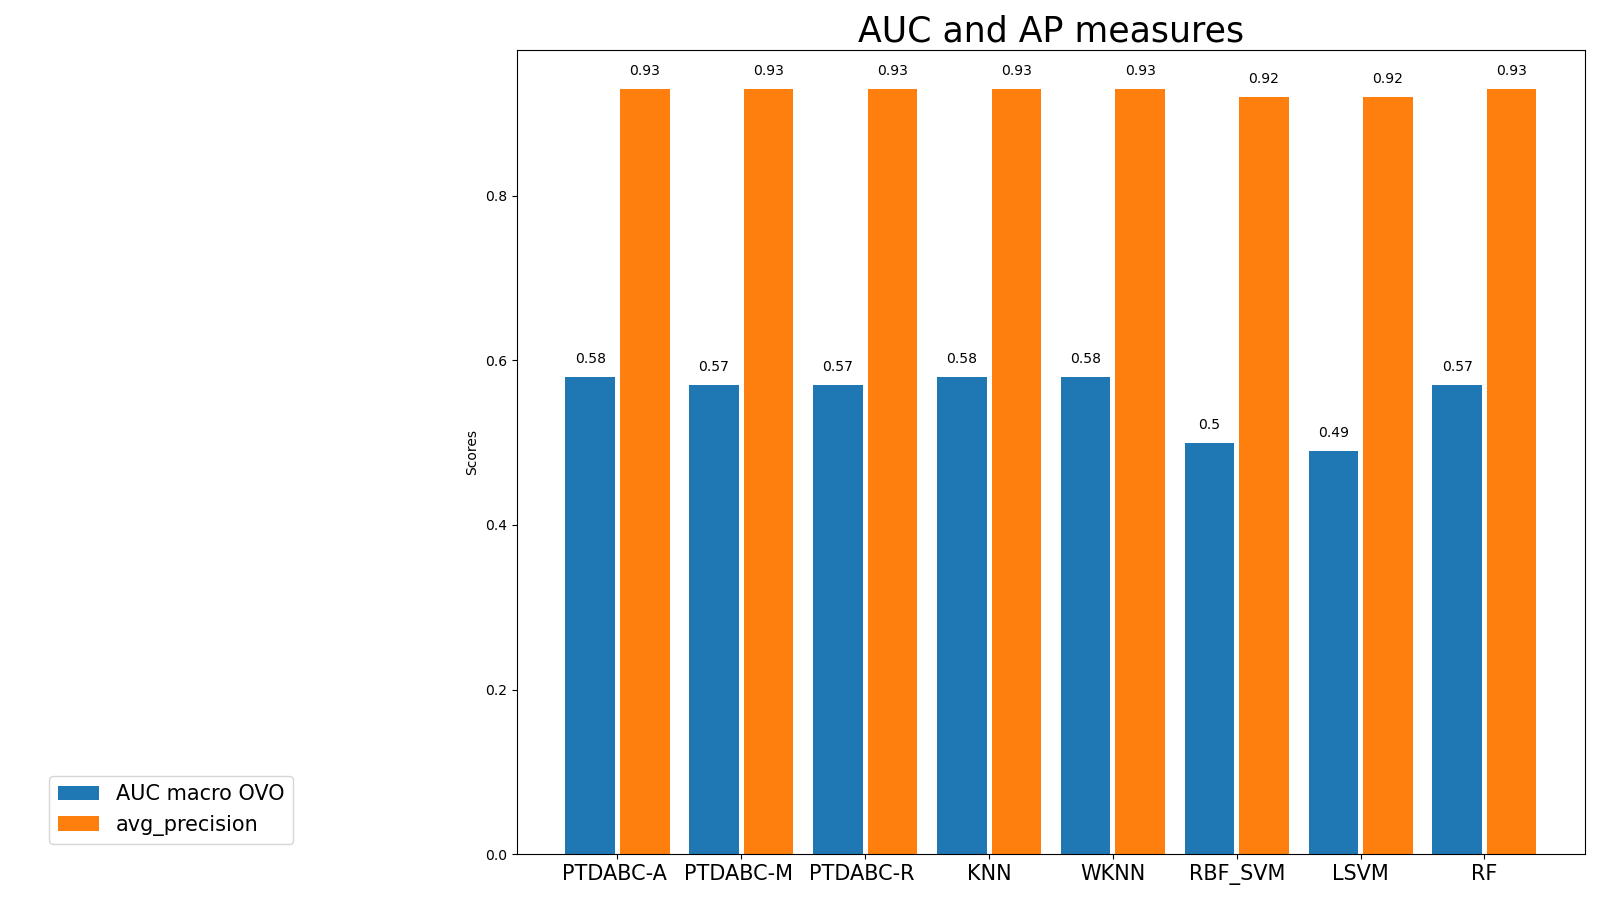 AUC and AP measures
0.93 0.93 0.93 0.93 0.93 0.92 0.92 0.93
0.8
0.58 0.57 0.57 0.58 0.58 0.5 0.49 0.57
0.6
Scores
0.4
0.2
0.0
PTDABC-A PTDABC-M PTDABC-R KNN WKNN RBF_SVM LSVM RF
AUC macro OVO
avg_precision